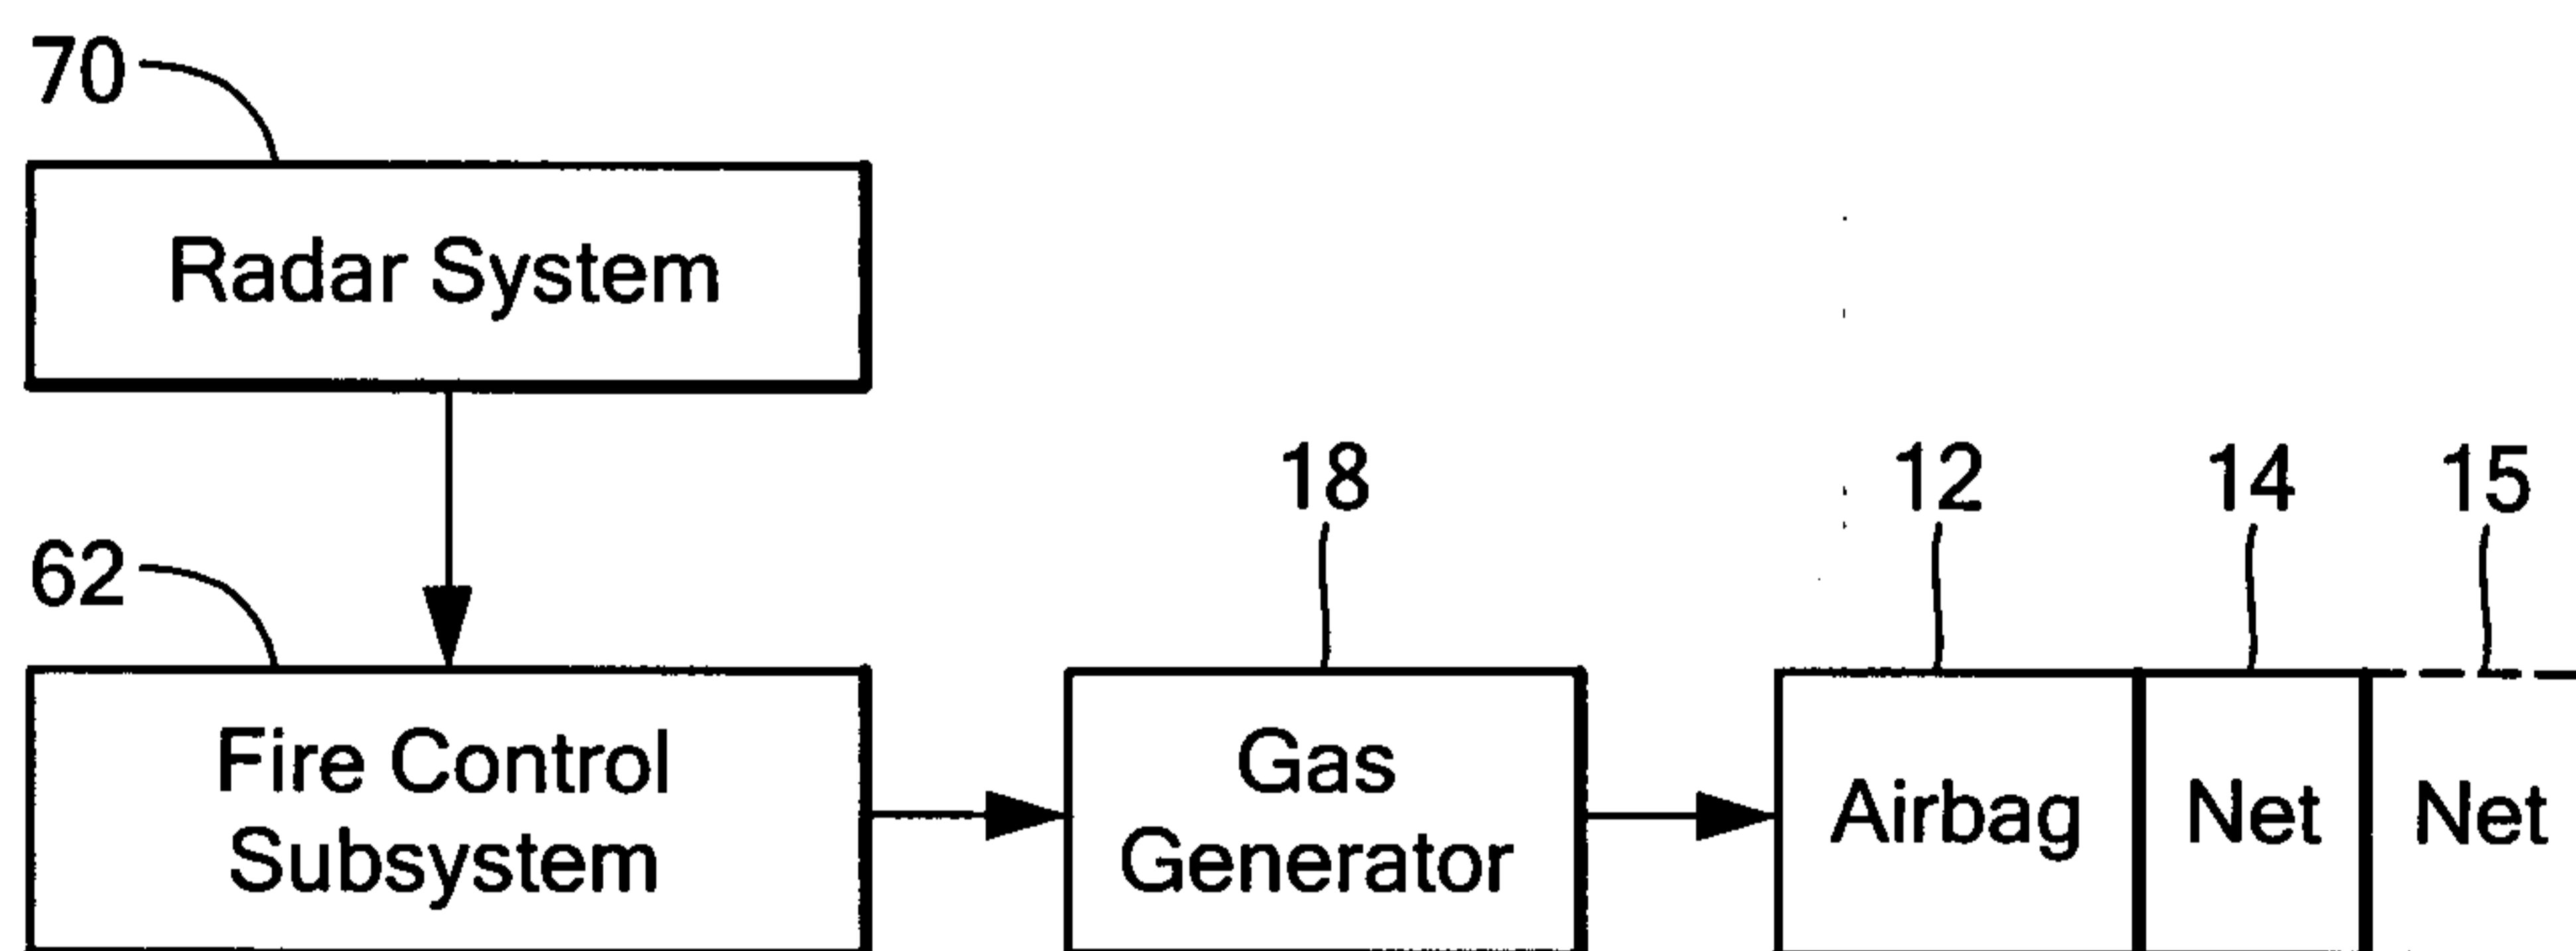 70
Radar System
62
18
12
14
15
Fire Control
Subsystem
Gas
Generator
Airbag
Net
Net